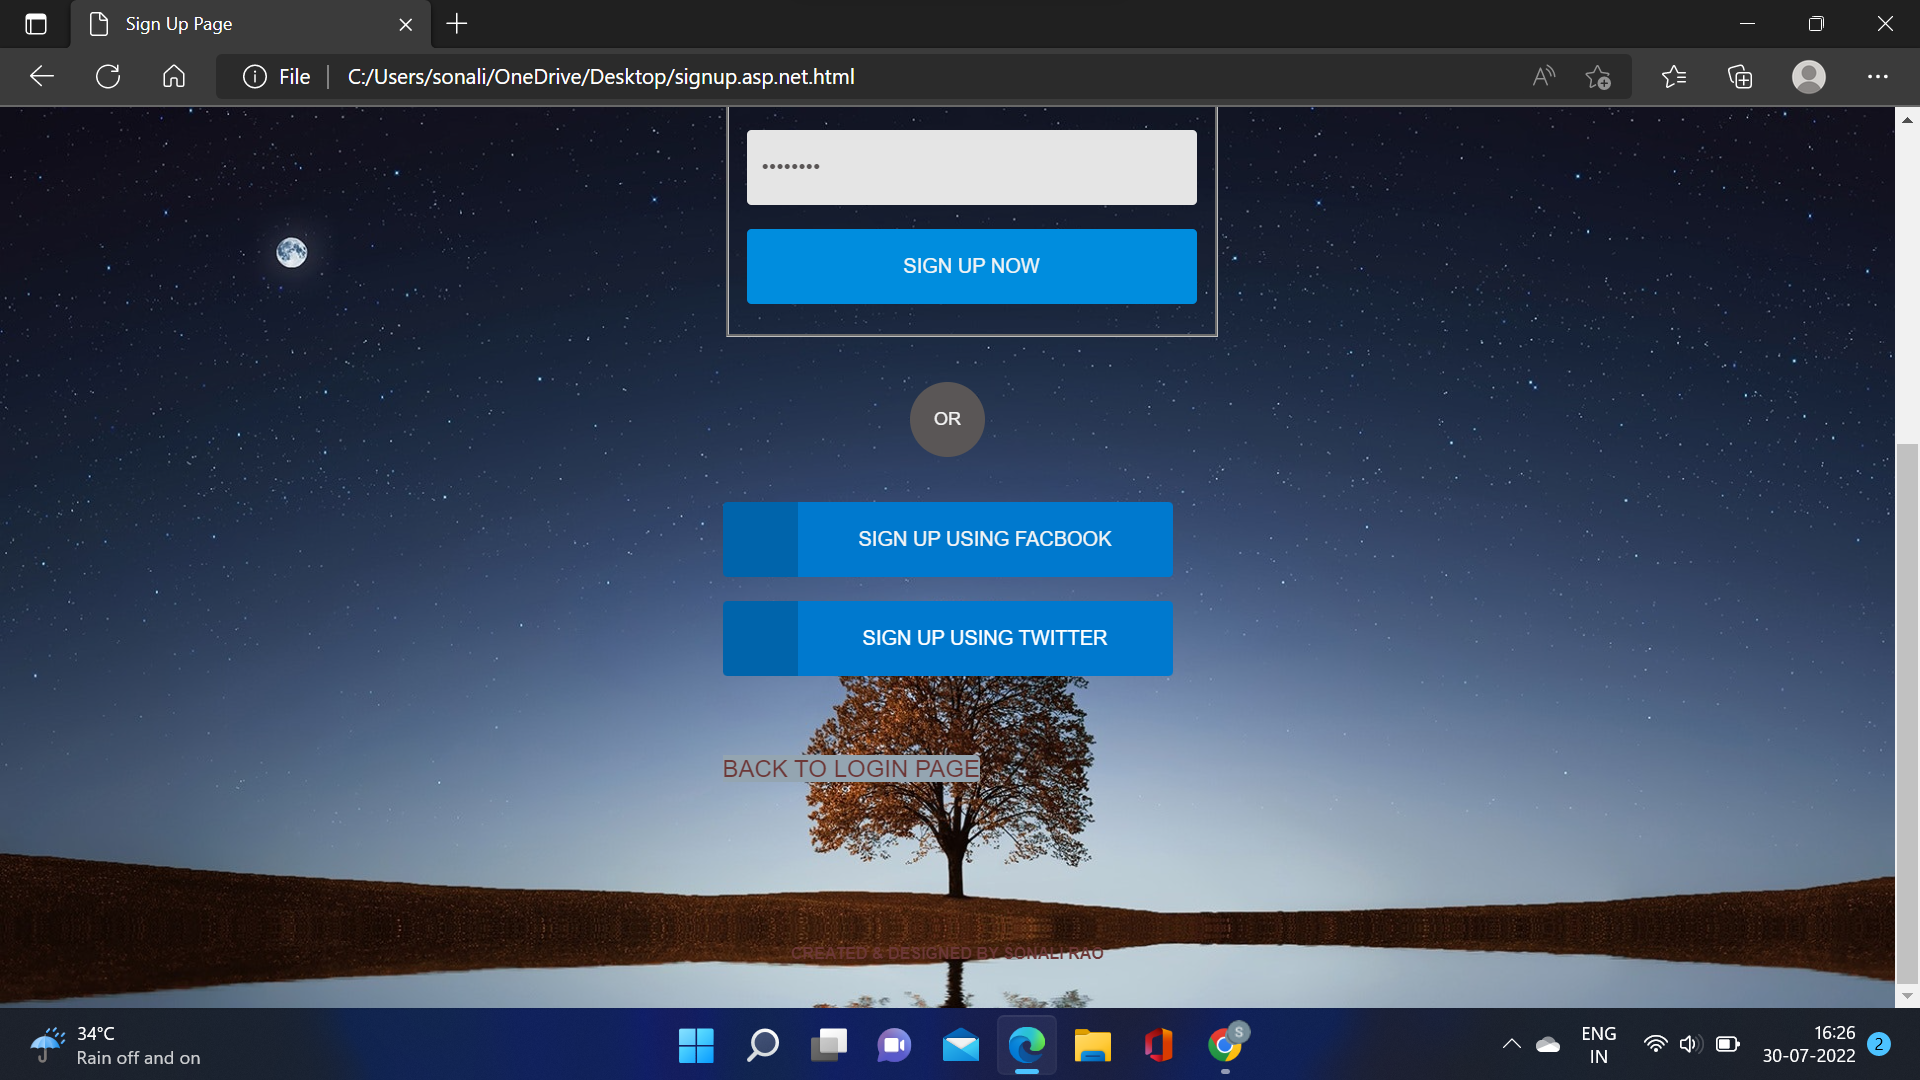 Sign Up Page
File
C:/Users/sonali/OneDrive/Desktop/signup.asp.net.html
••••••••
SIGN UP NOW
OR
SIGN UP USING FACBOOK
SIGN UP USING TWITTER
BACK TO LOGIN PAGE
CREATED & DESIGNED BY SONALI RAO
34°C
Rain off and on
S
ENG
IN
16:26
30-07-2022
2